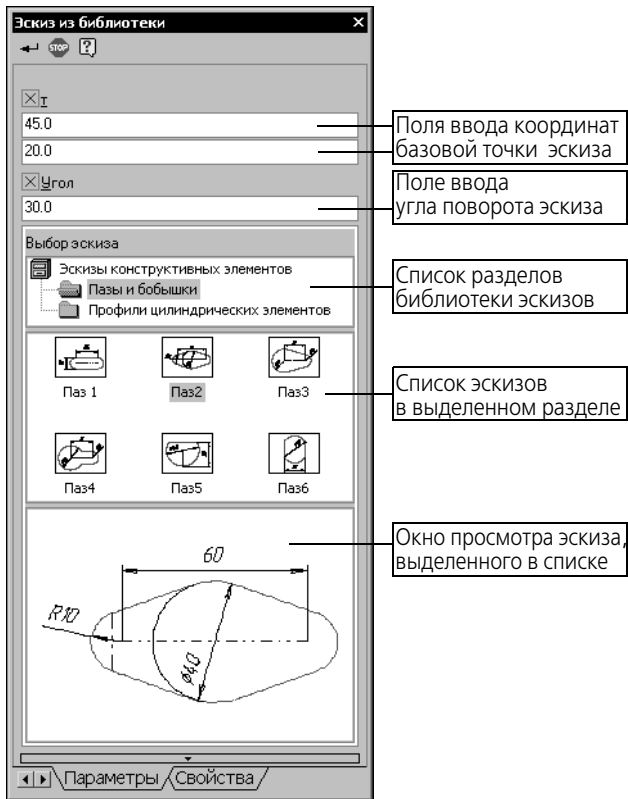 Эскиз из библиотеки
STOP
т
45.0
20.0
Поля ввода координат
базовой точки эскиза
Угол
30.0
Поле ввода
угла поворота эскиза
Выбор эскиза
Эскизы конструктивных элементов
Пазы и бобышки
Профили цилиндрических элементов
Список разделов
библиотеки эскизов
Паз 1 Паз2 Паз3
Паз4 Паз5 Паз6
Список эскизов
в выделенном разделе
Окно просмотра эскиза,
выделенного в списке
60
R10
ϕ40
Параметры Свойства